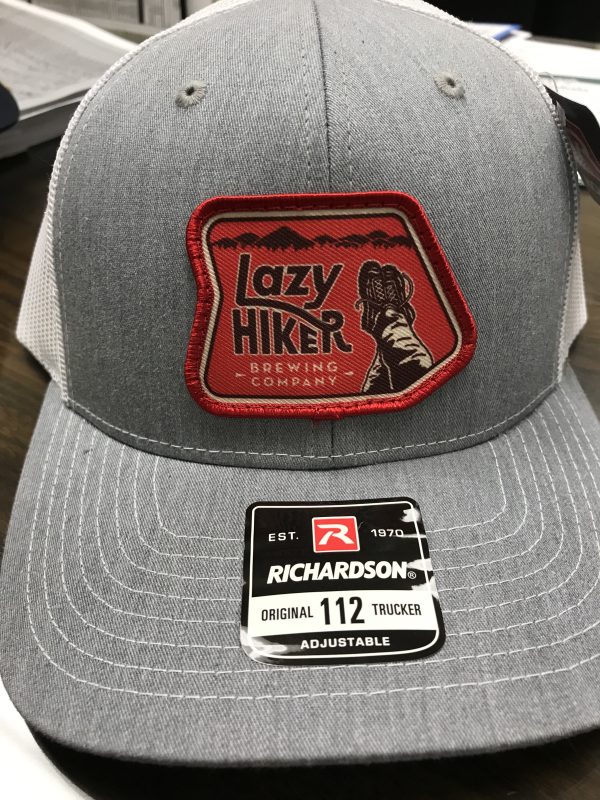 Lazy
HIKER
BREWING
COMPANY
EST. R 1970
RICHARDSON®
ORIGINAL 112 TRUCKER
ADJUSTABLE